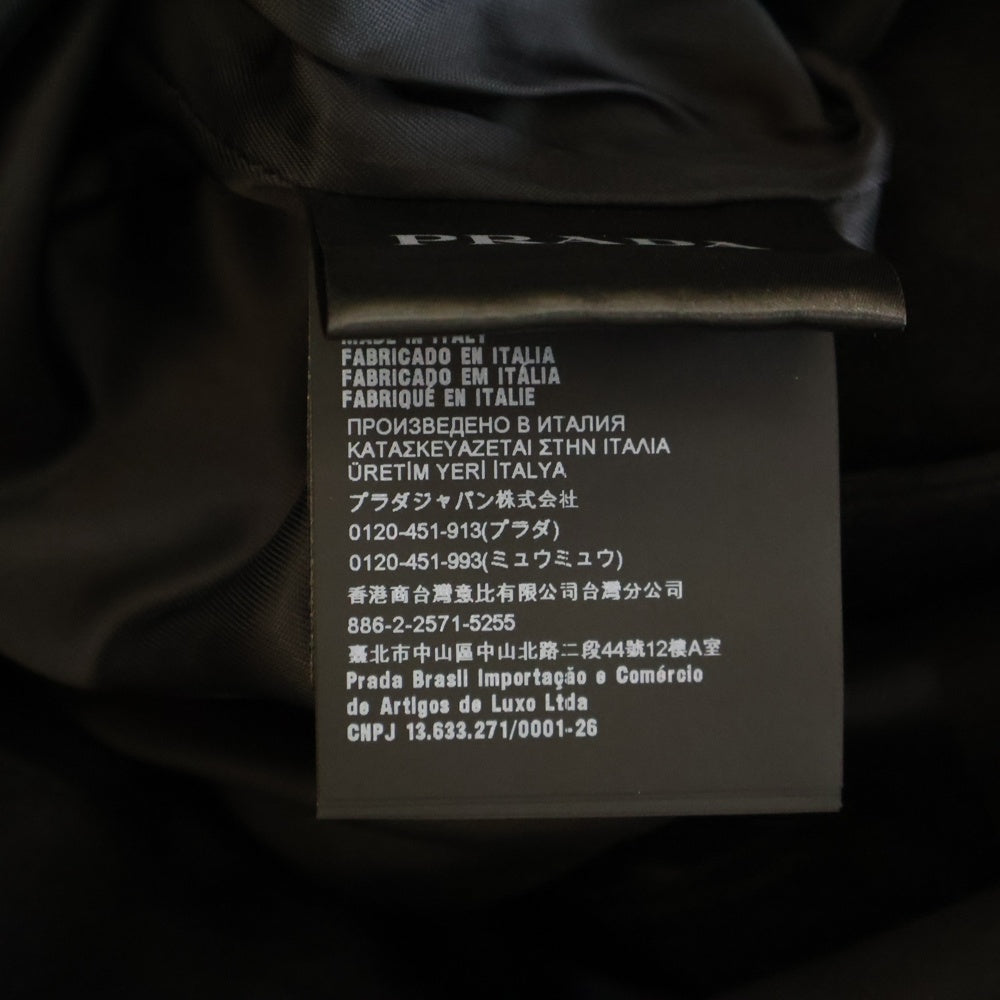 PRADA
MADE IN ITALY
FABRICADO EN ITALIA
FABRICADO EM ITÁLIA
FABRIQUÉ EN ITALIE
ПРОИЗВЕДЕНО В ИТАЛИЯ
ΚΑΤΑΣΚΕΥΑΖΕΤΑΙ ΣΤΗΝ ΙΤΑΛΙΑ
ÜRETİM YERİ İTALYA
プラダジャパン株式会社
0120-451-913(プラダ)
0120-451-993(ミュウミュウ)
香港商台灣意比有限公司台灣分公司
886-2-2571-5255
臺北市中山區中山北路二段44號12樓A室
Prada Brasil Importação e Comércio
de Artigos de Luxo Ltda
CNPJ 13.633.271/0001-26